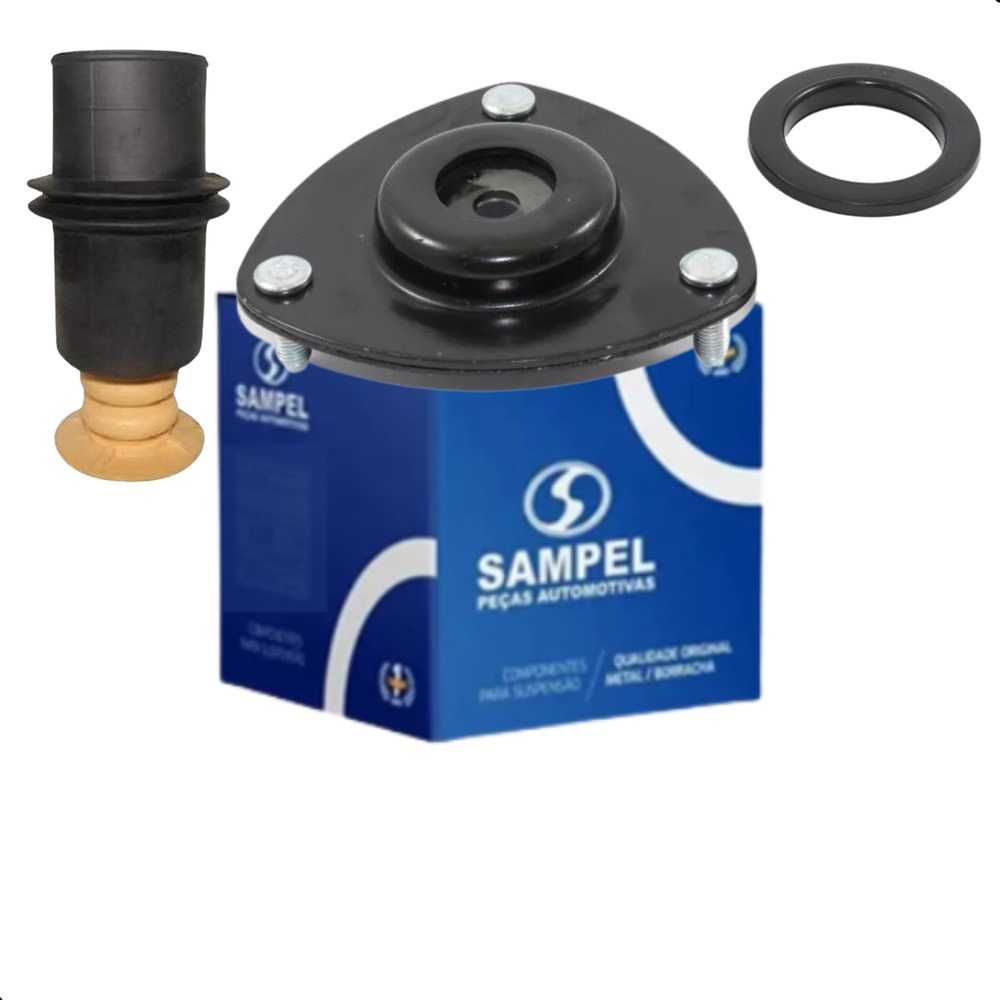 SAMPEL
PEÇAS AUTOMOTIVAS
COMPONENTES
PARA SUSPENSÃO
SAMPEL
PEÇAS AUTOMOTIVAS
COMPONENTES
PARA SUSPENSÃO
QUALIDADE ORIGINAL
METAL / BORRACHA